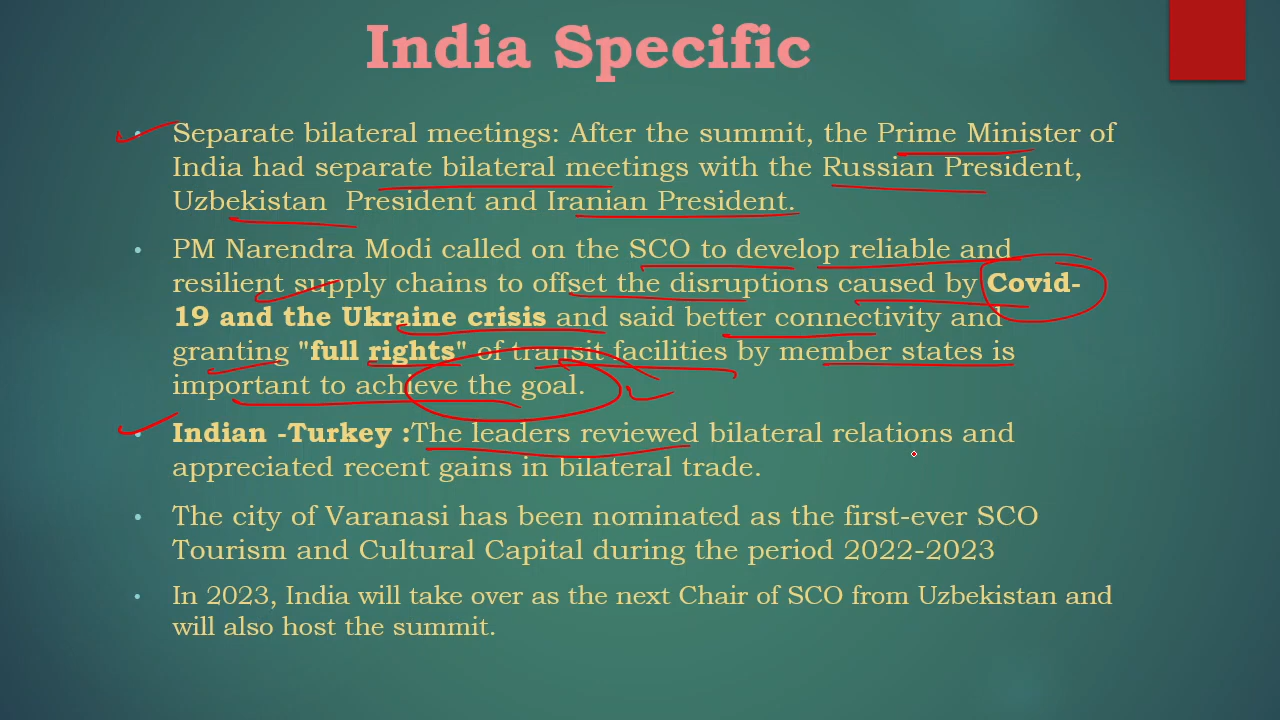 India Specific
• Separate bilateral meetings: After the summit, the Prime Minister of
India had separate bilateral meetings with the Russian President,
Uzbekistan President and Iranian President.
• PM Narendra Modi called on the SCO to develop reliable and
resilient supply chains to offset the disruptions caused by Covid-
19 and the Ukraine crisis and said better connectivity and
granting "full rights" of transit facilities by member states is
important to achieve the goal.
• Indian -Turkey :The leaders reviewed bilateral relations and
appreciated recent gains in bilateral trade.
• The city of Varanasi has been nominated as the first-ever SCO
Tourism and Cultural Capital during the period 2022-2023
• In 2023, India will take over as the next Chair of SCO from Uzbekistan and
will also host the summit.